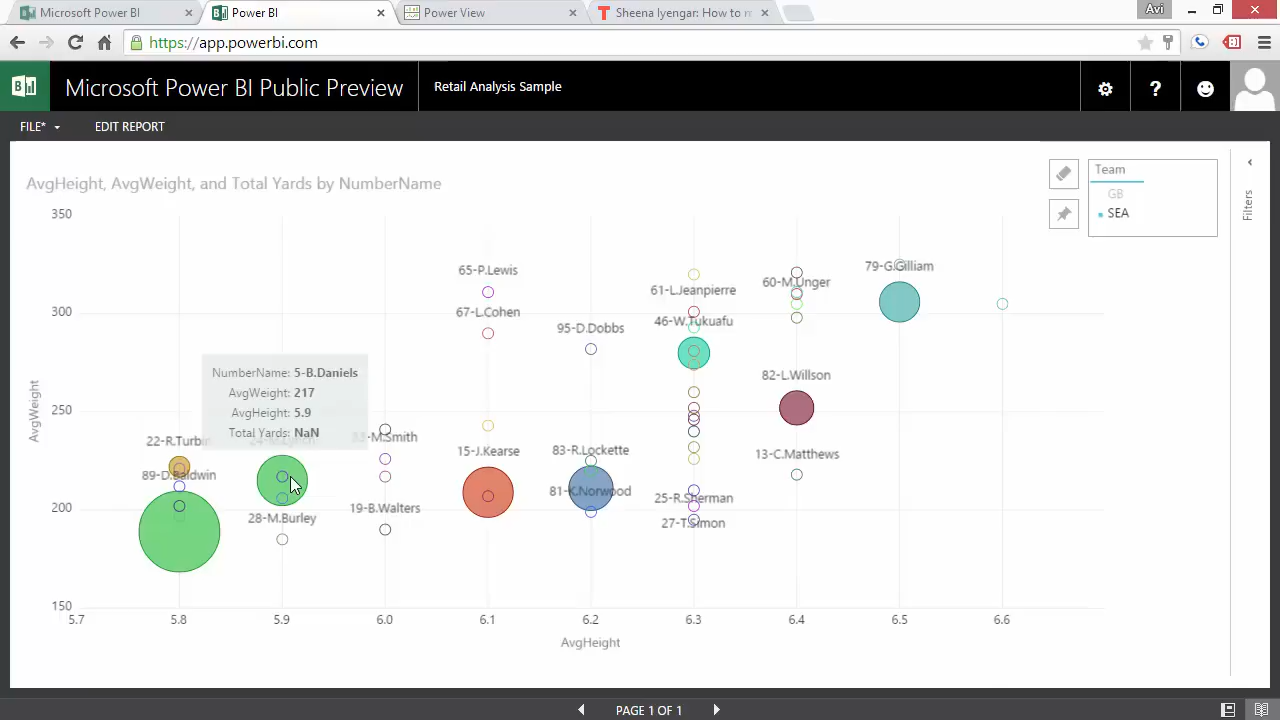 Microsoft Power BI
Power BI
Power View
Sheena Iyengar: How to m
Avi
https://app.powerbi.com
Microsoft Power BI Public Preview
Retail Analysis Sample
FILE*
EDIT REPORT
AvgHeight, AvgWeight, and Total Yards by NumberName
Team
GB
SEA
Filters
350
300
250
200
150
AvgWeight
65-P.Lewis
67-L.Cohen
95-D.Dobbs
61-L.Jeanpierre
46-W.Tukuafu
60-M.Unger
79-G.Gilliam
82-L.Willson
NumberName: 5-B.Daniels
AvgWeight: 217
AvgHeight: 5.9
Total Yards: NaN
22-R.Turbin
89-D.Baldwin
28-M.Burley
-M.Smith
19-B.Walters
15-J.Kearse
83-R.Lockette
81-K.Norwood
25-R.Sherman
27-T.Simon
13-C.Matthews
5.7
5.8
5.9
6.0
6.1
6.2
6.3
6.4
6.5
6.6
AvgHeight
PAGE 1 OF 1